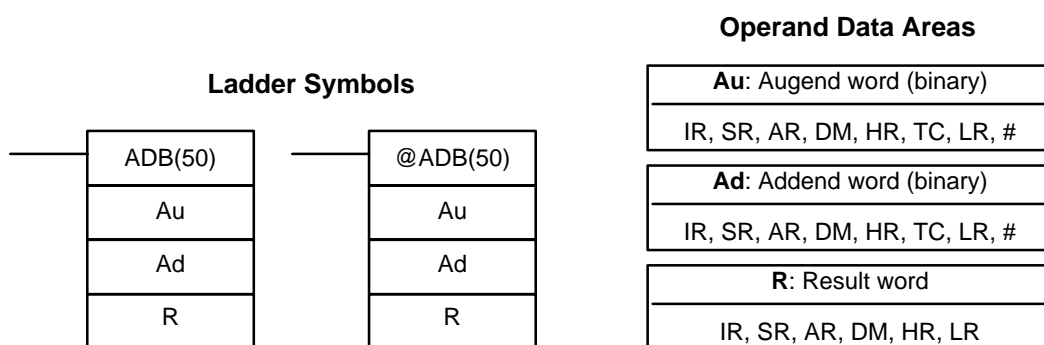 Operand Data Areas
Ladder Symbols
Au: Augend word (binary)
IR, SR, AR, DM, HR, TC, LR, #
Ad: Addend word (binary)
IR, SR, AR, DM, HR, TC, LR, #
R: Result word
IR, SR, AR, DM, HR, LR
ADB(50)
Au
Ad
R
@ADB(50)
Au
Ad
R